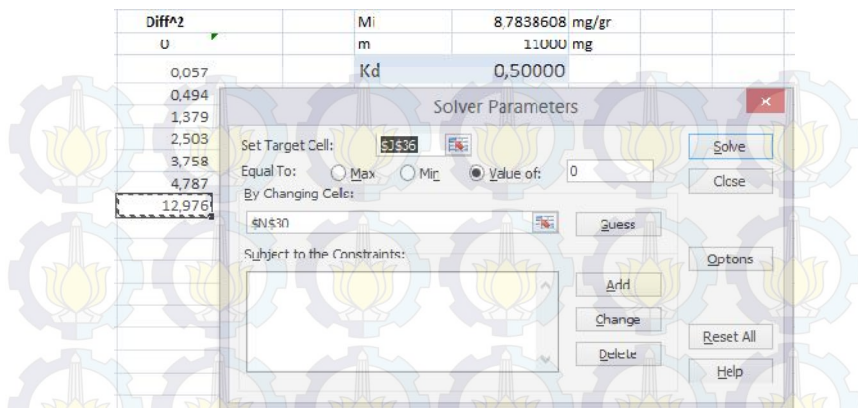 Diff^2 Mi 8,7838608 mg/gr
0 m 11000 mg
0,057 Kd 0,50000
0,494
1,379
2,503
3,758
4,787
12,976
Solver Parameters
Set Target Cell: $J$36 Solve
Equal To: Max Min Value of: 0 Close
By Changing Cells:
$N$30 Guess
Subject to the Constraints: Options
Add
Change
Reset All
Delete
Help